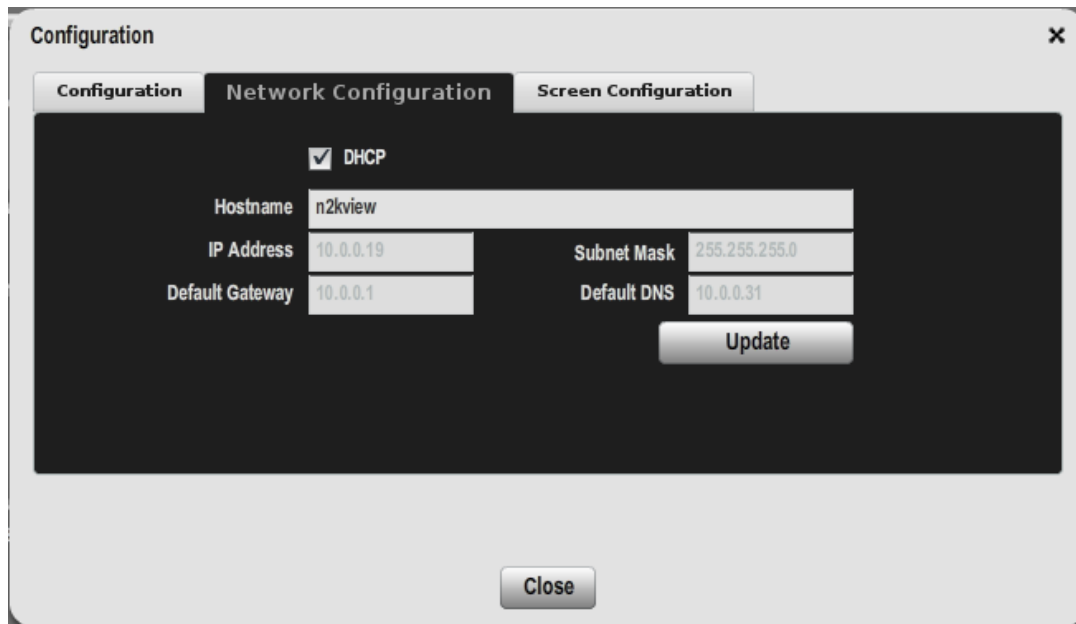 Configuration
Configuration Network Configuration Screen Configuration
DHCP
Hostname n2kview
IP Address 10.0.0.19 Subnet Mask 255.255.255.0
Default Gateway 10.0.0.1 Default DNS 10.0.0.31
Update
Close